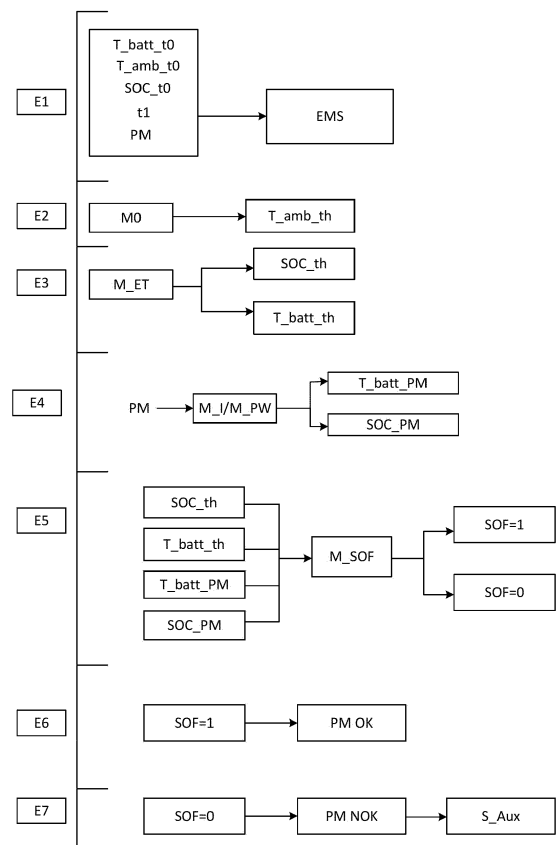 E1
T_batt_t0
T_amb_t0
SOC_t0
t1
PM
EMS
E2
M0
T_amb_th
E3
M_ET
SOC_th
T_batt_th
E4
PM
M_I/M_PW
T_batt_PM
SOC_PM
E5
SOC_th
T_batt_th
T_batt_PM
SOC_PM
M_SOF
SOF=1
SOF=0
E6
SOF=1
PM OK
E7
SOF=0
PM NOK
S_Aux